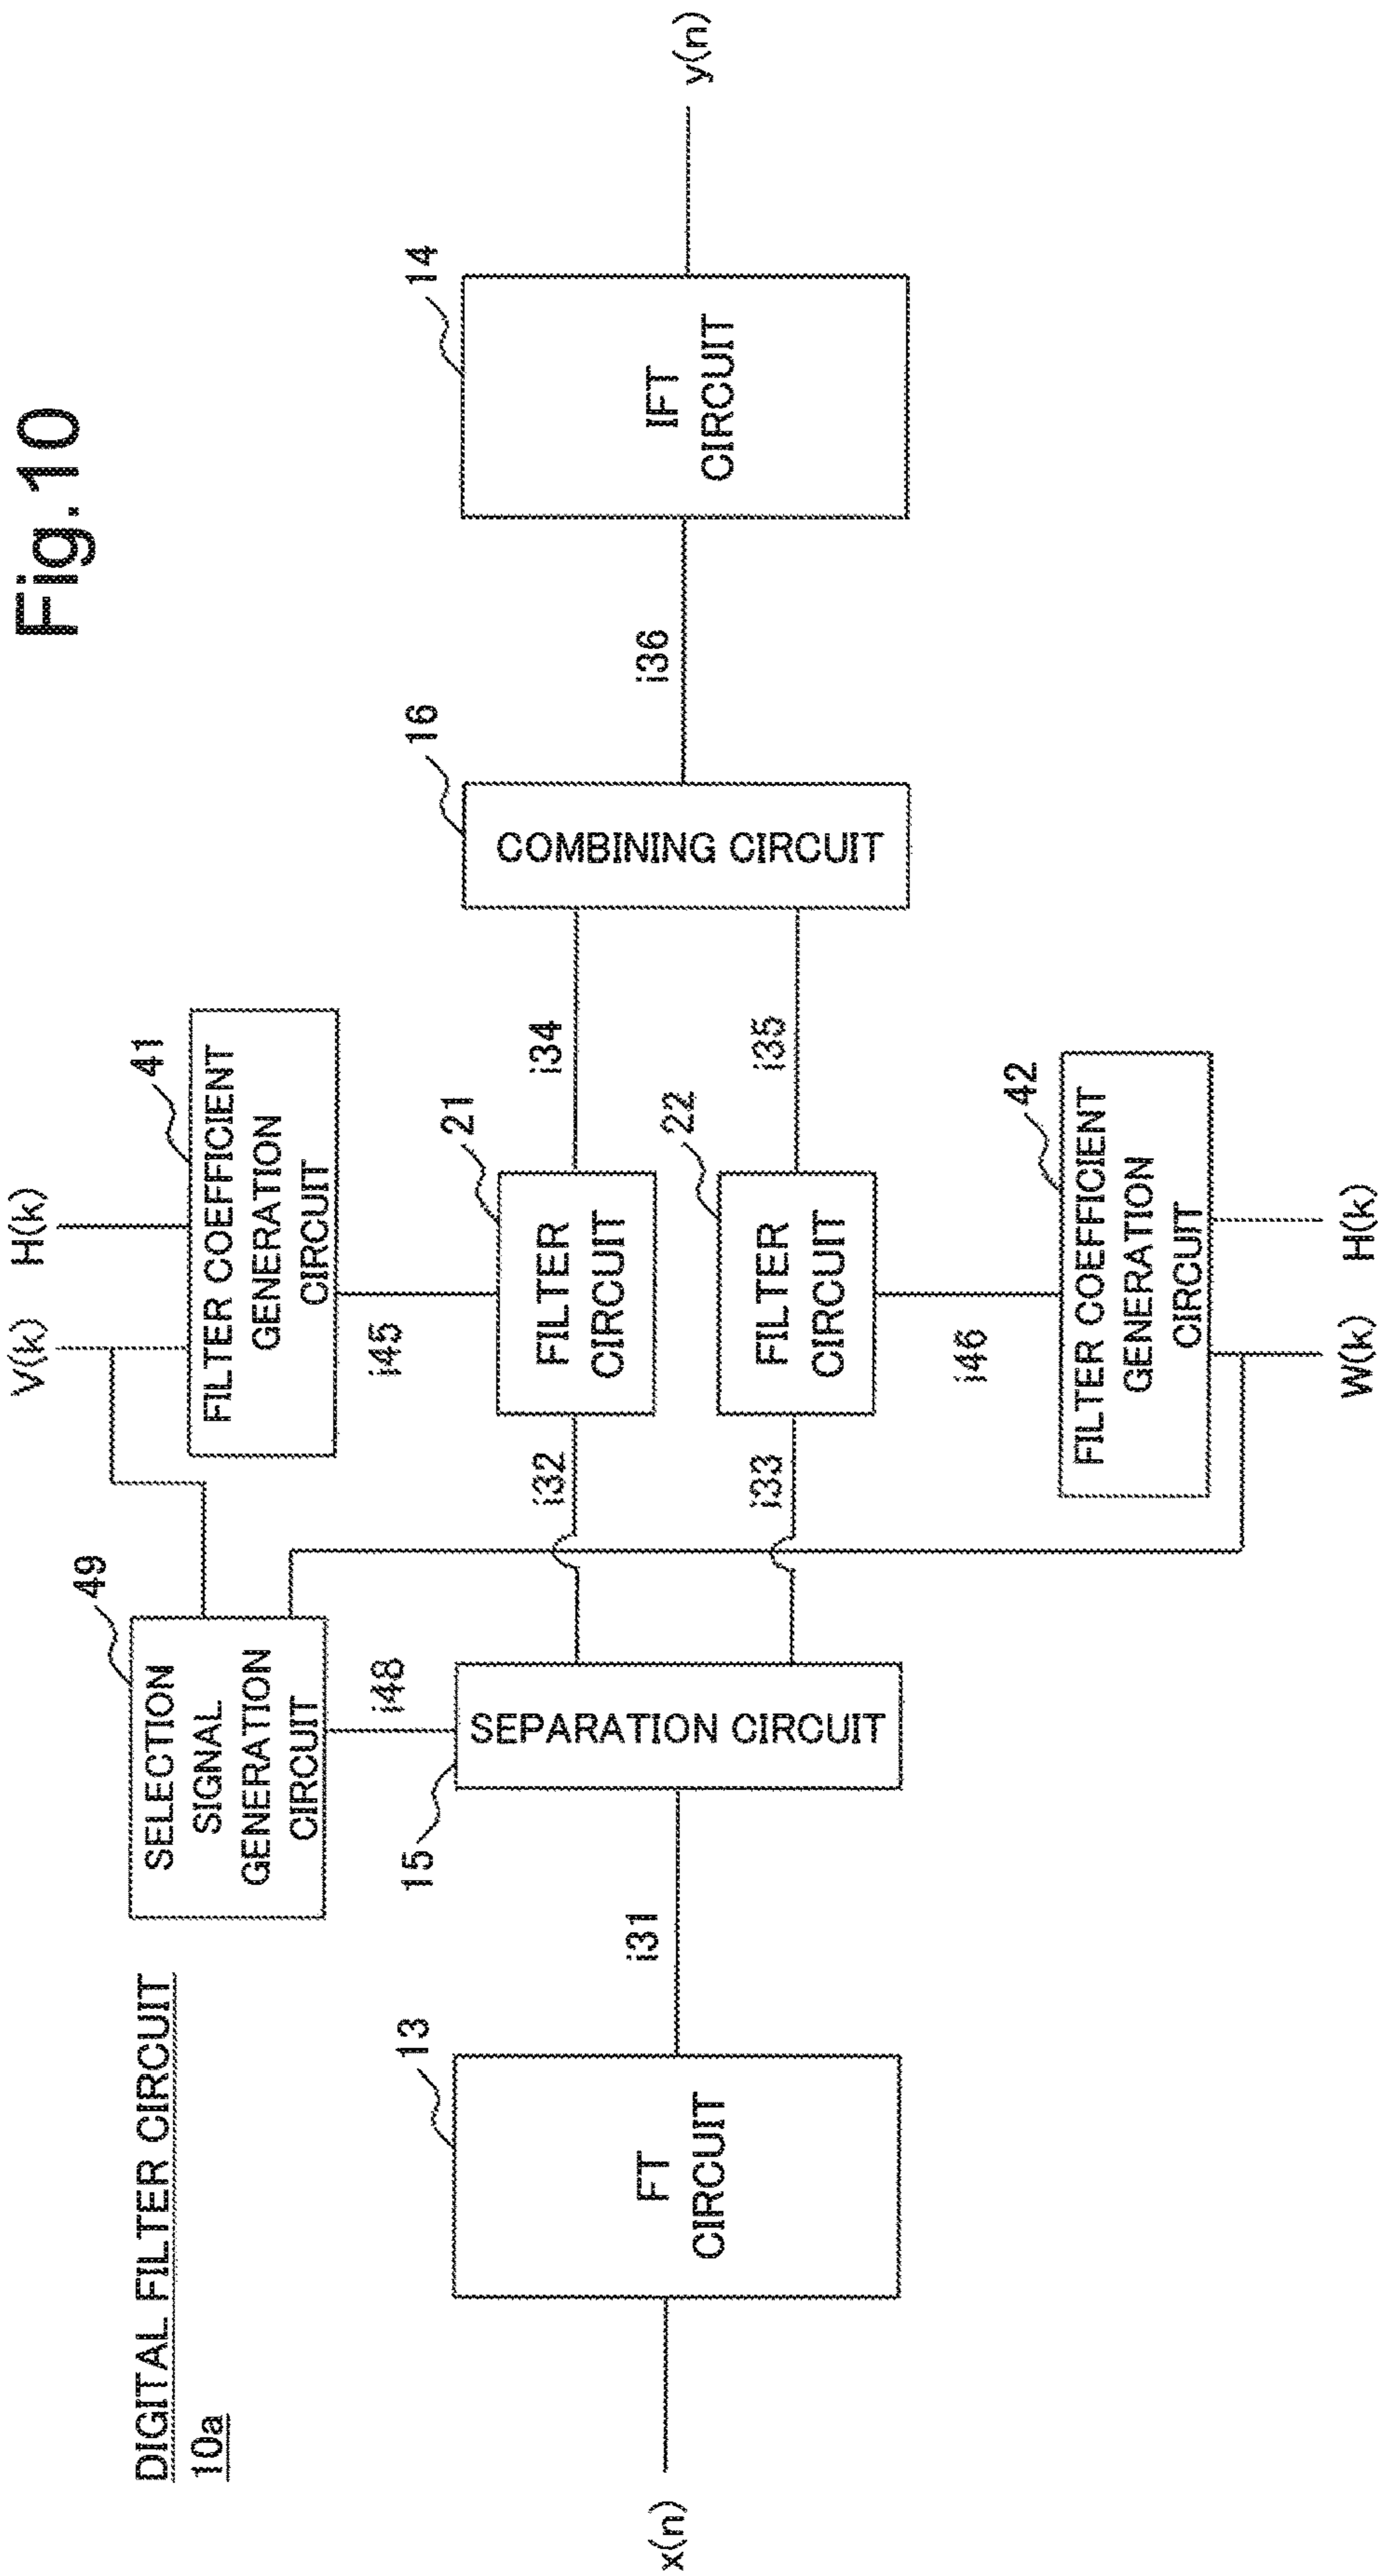 Fig.10
DIGITAL FILTER CIRCUIT
10a
V(k)
H(k)
49
SELECTION
SIGNAL
GENERATION
CIRCUIT
41
FILTER COEFFICIENT
GENERATION
CIRCUIT
i48
i45
13
FT
CIRCUIT
x(n)
i31
15
SEPARATION CIRCUIT
i32
21
FILTER
CIRCUIT
i34
i33
22
FILTER
CIRCUIT
i35
16
COMBINING CIRCUIT
i36
14
IFT
CIRCUIT
y(n)
i46
42
FILTER COEFFICIENT
GENERATION
CIRCUIT
W(k)
H(k)